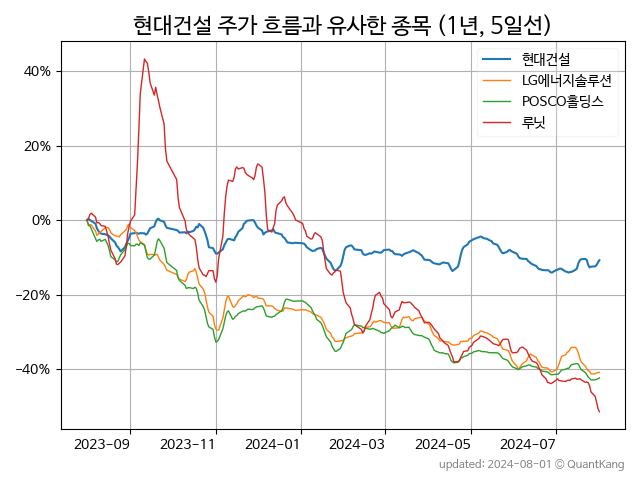 현대건설 주가 흐름과 유사한 종목 (1년, 5일선)
현대건설
LG에너지솔루션
POSCO홀딩스
루닛
40%
20%
0%
−20%
−40%
2023-09
2023-11
2024-01
2024-03
2024-05
2024-07
updated: 2024-08-01 © QuantKang